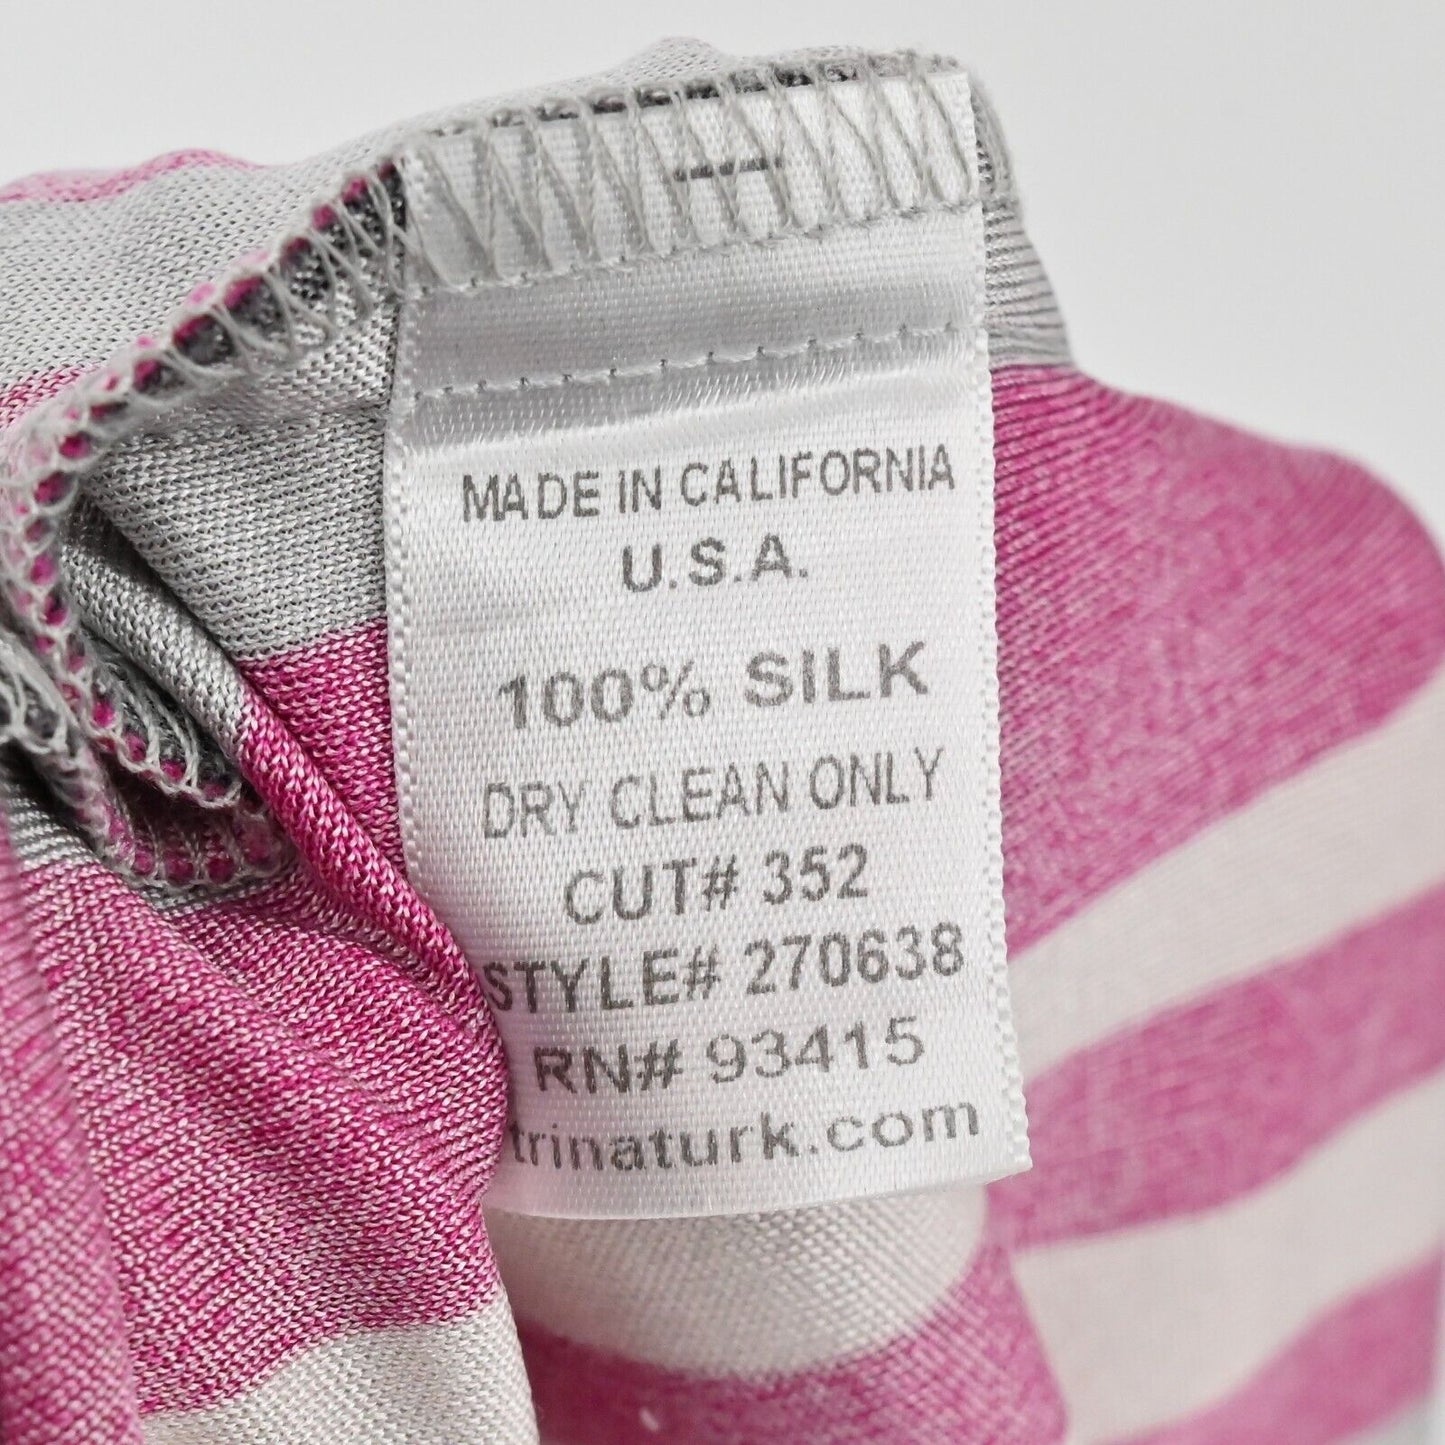 MADE IN CALIFORNIA
U.S.A.
100% SILK
DRY CLEAN ONLY
CUT# 352
STYLE# 270638
RN# 93415
trinaturk.com